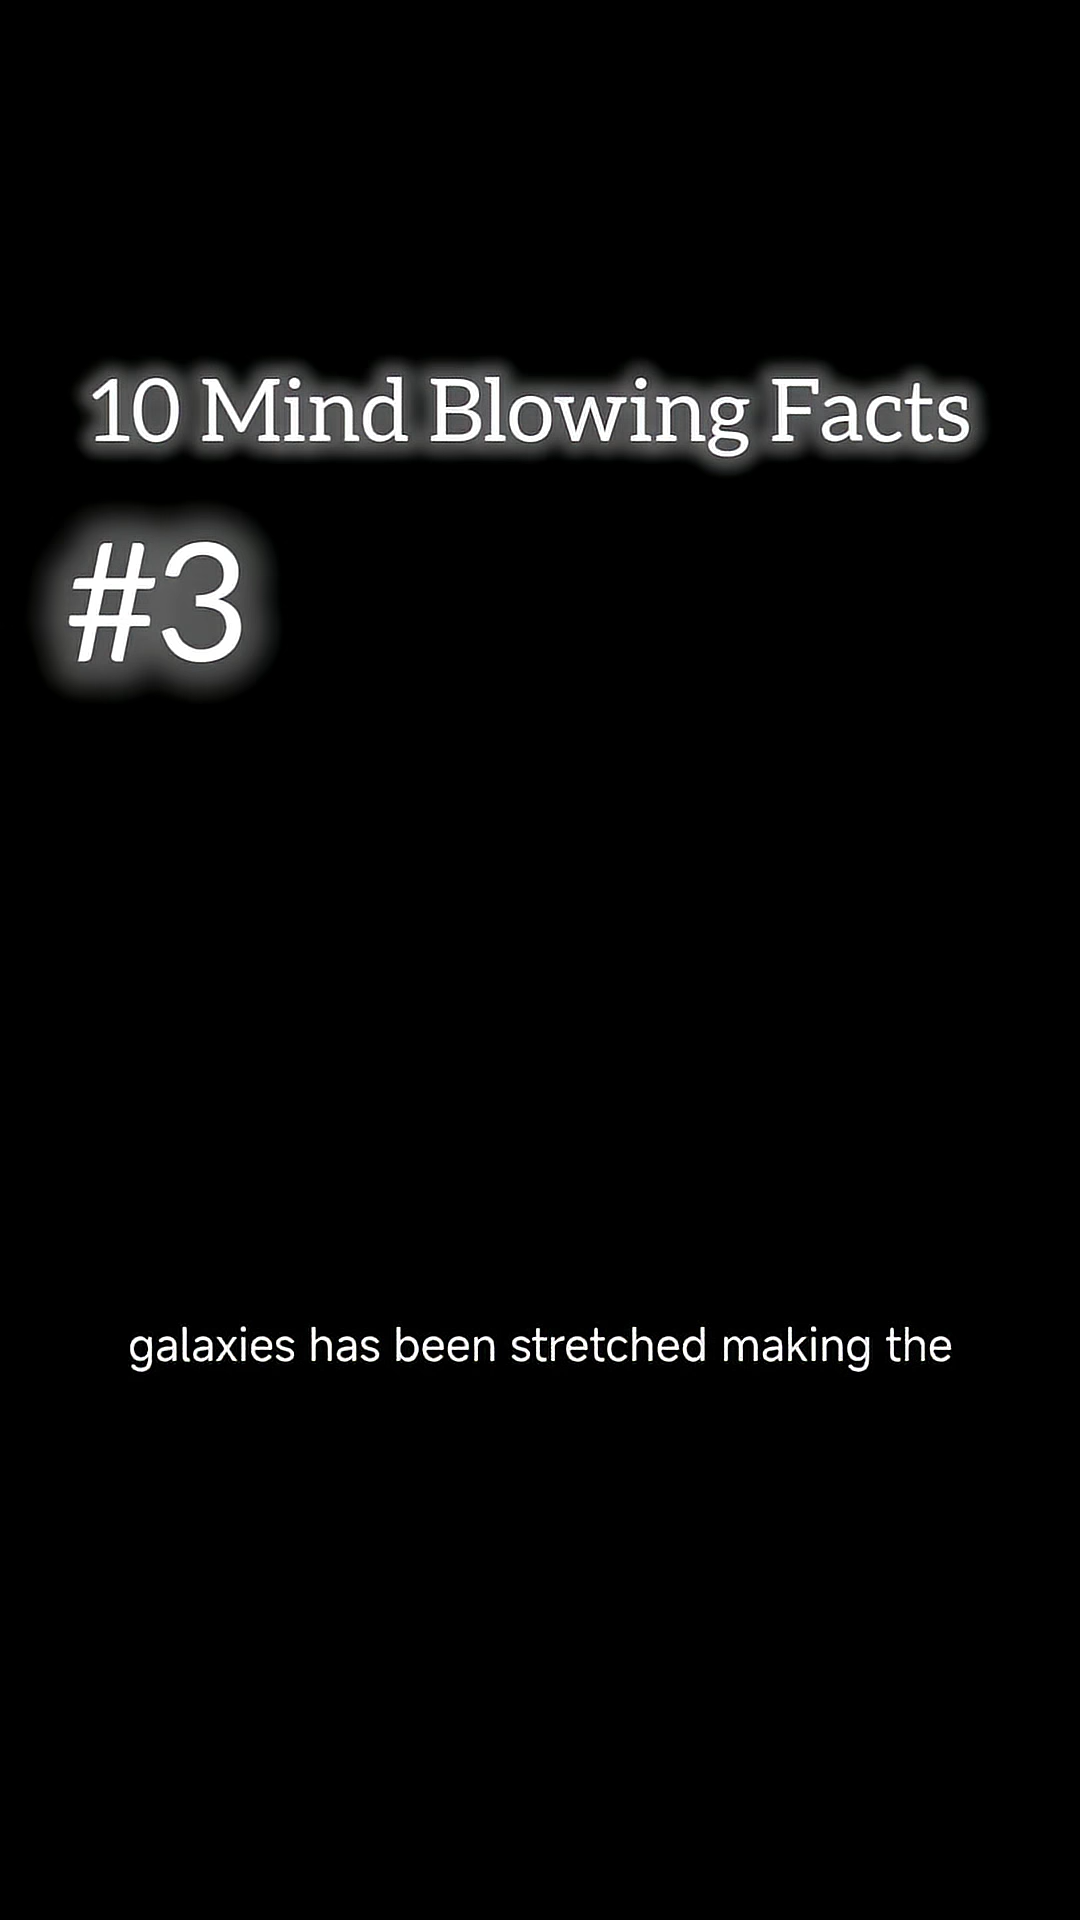 10 Mind Blowing Facts
#3
galaxies has been stretched making the